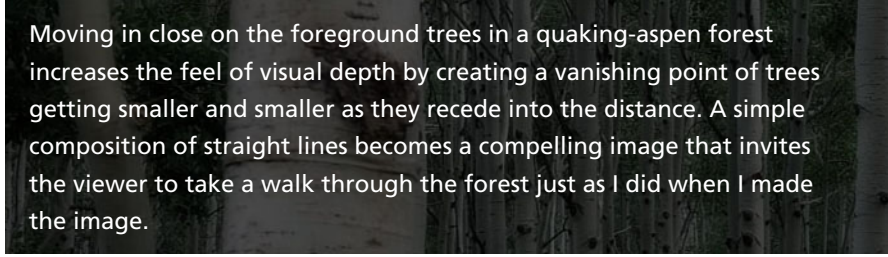 Moving in close on the foreground trees in a quaking-aspen forest
increases the feel of visual depth by creating a vanishing point of trees
getting smaller and smaller as they recede into the distance. A simple
composition of straight lines becomes a compelling image that invites
the viewer to take a walk through the forest just as I did when I made
the image.